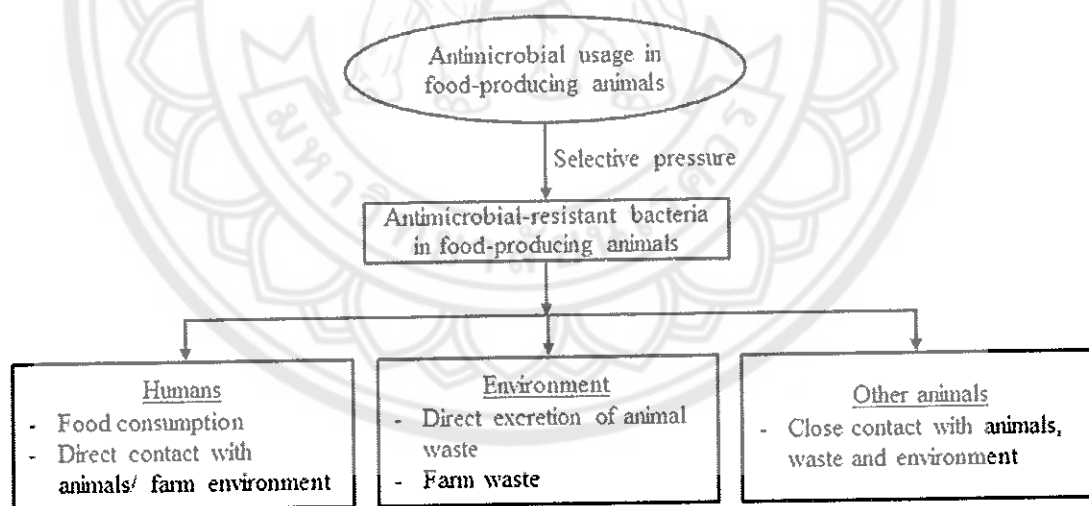 Antimicrobial usage in
food-producing animals
Selective pressure
Antimicrobial-resistant bacteria
in food-producing animals
Humans
- Food consumption
- Direct contact with
animals/ farm environment
Environment
- Direct excretion of animal
waste
- Farm waste
Other animals
- Close contact with animals,
waste and environment